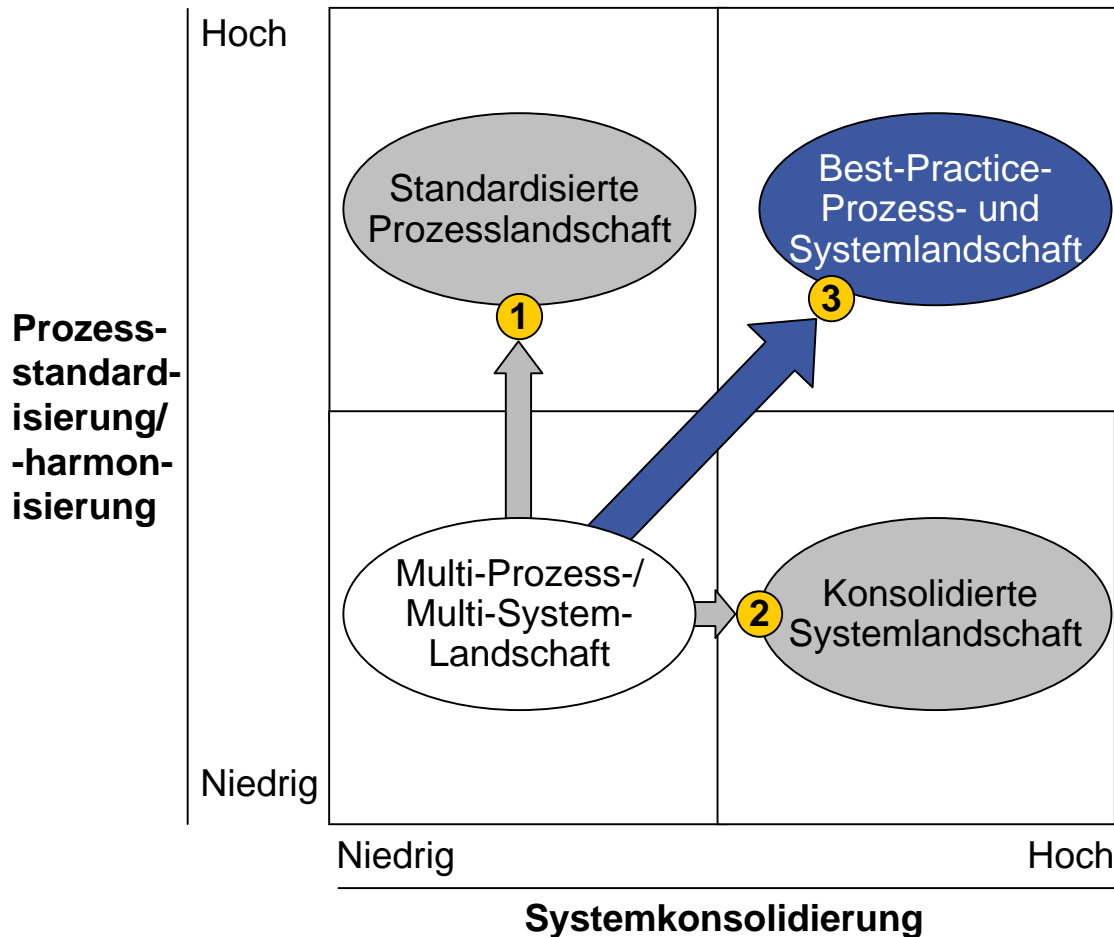 Hoch
Standardisierte
Prozesslandschaft
1
Best-Practice-
Prozess- und
Systemlandschaft
3
Prozess-
standard-
isierung/
-harmon-
isierung
Multi-Prozess-/
Multi-System-
Landschaft
2
Konsolidierte
Systemlandschaft
Niedrig
Niedrig
Hoch
Systemkonsolidierung